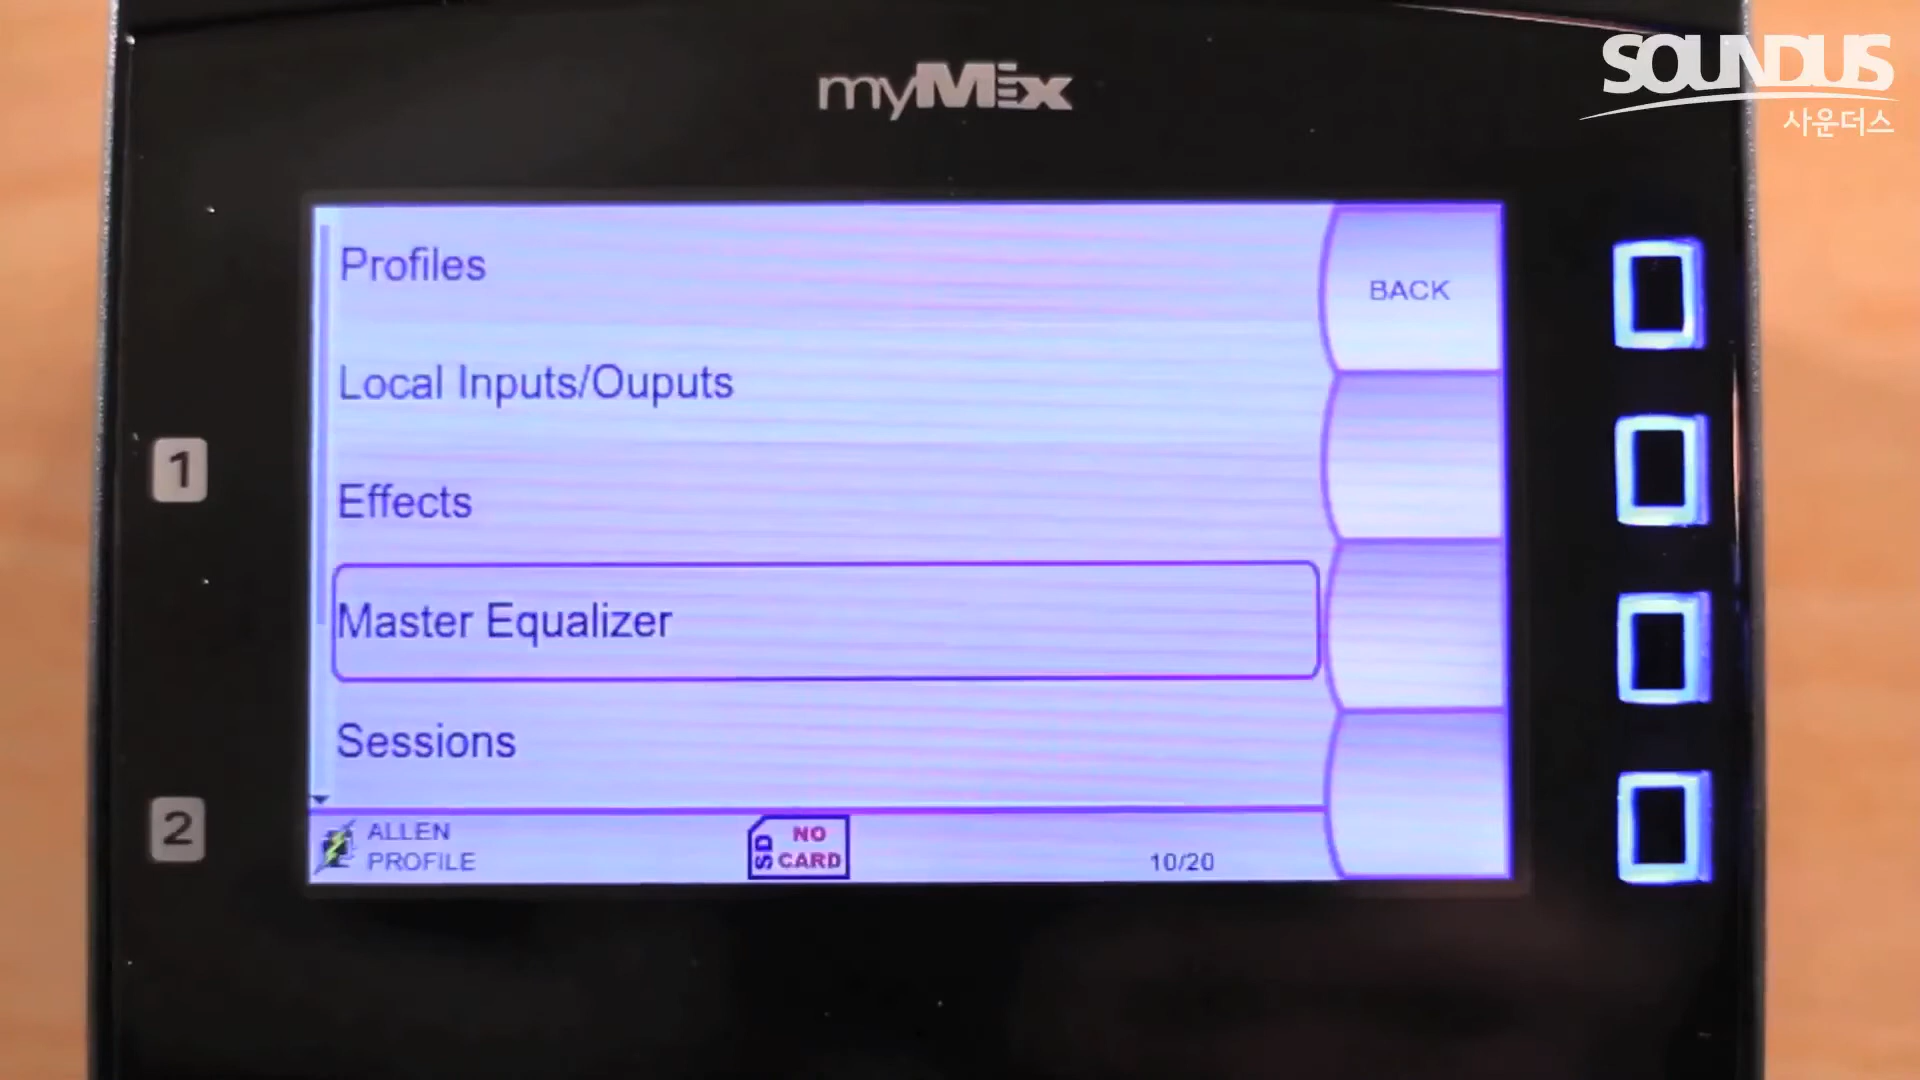 myMix
SOUNDUS
사운더스
Profiles
BACK
Local Inputs/Ouputs
1
Effects
Master Equalizer
Sessions
2
ALLEN
PROFILE
SD
NO
CARD
10/20